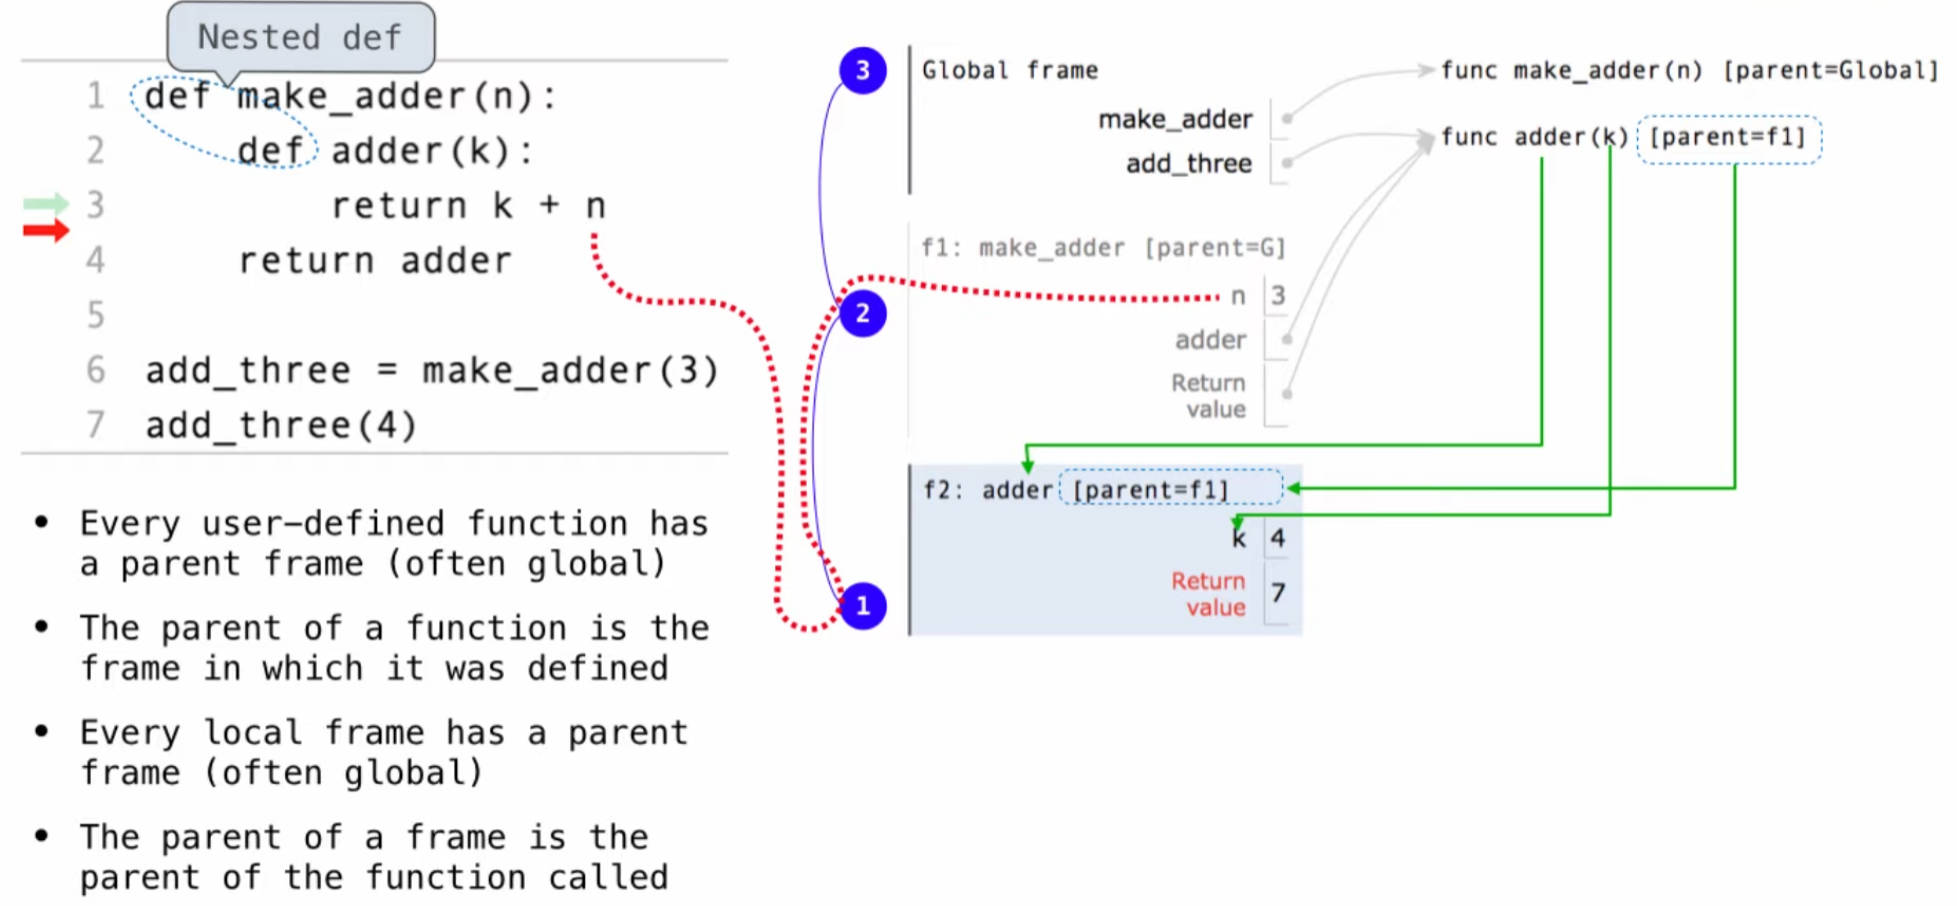 Nested def
1 def make_adder(n):
2 def adder(k):
3 return k + n
4 return adder
5
6 add_three = make_adder(3)
7 add_three(4)
• Every user-defined function has
a parent frame (often global)
• The parent of a function is the
frame in which it was defined
• Every local frame has a parent
frame (often global)
• The parent of a frame is the
parent of the function called
3
Global frame
make_adder
add_three
func make_adder(n) [parent=Global]
func adder(k) [parent=f1]
f1: make_adder [parent=G]
2
n 3
adder
Return
value
f2: adder [parent=f1]
k 4
1
Return
value 7